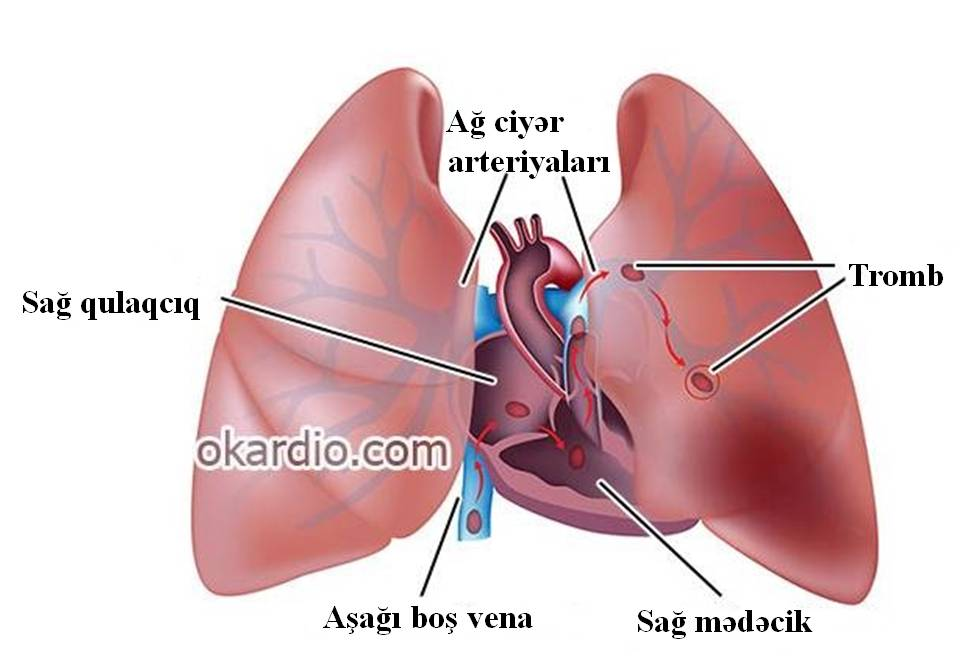 Ağ ciyər
arteriyaları
Tromb
Sağ qulaqcıq
okardio.com
Aşağı boş vena
Sağ mədəcik